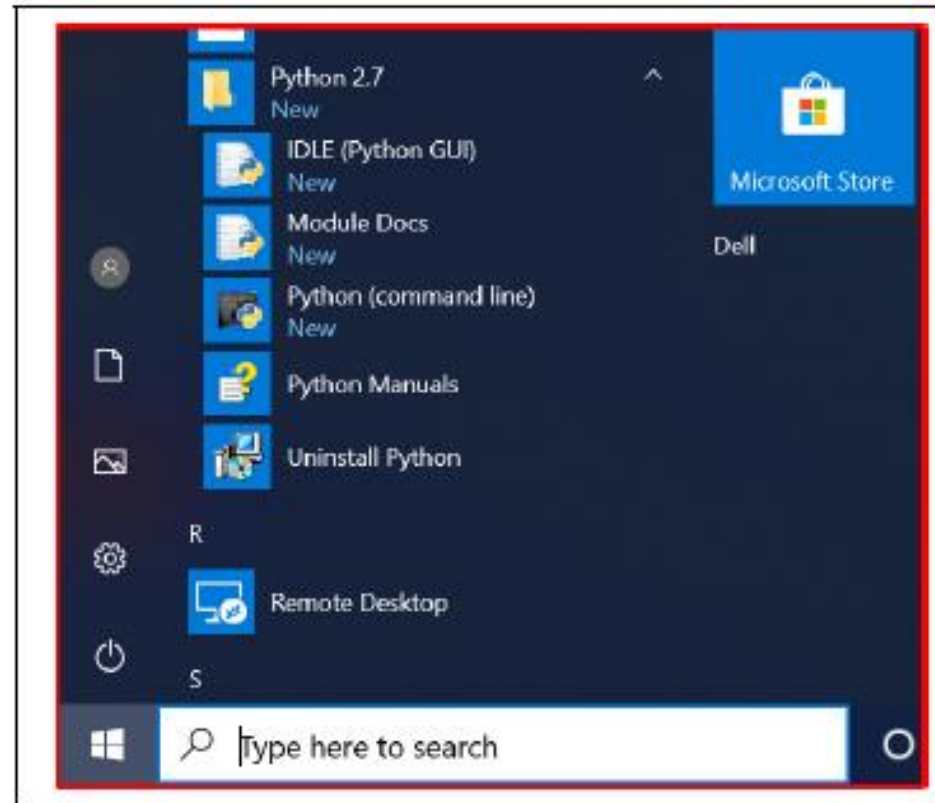 Python 2.7
New
IDLE (Python GUI)
New
Module Docs
New
Python (command line)
New
Python Manuals
Uninstall Python
R
Remote Desktop
S
Microsoft Store
Dell
Type here to search